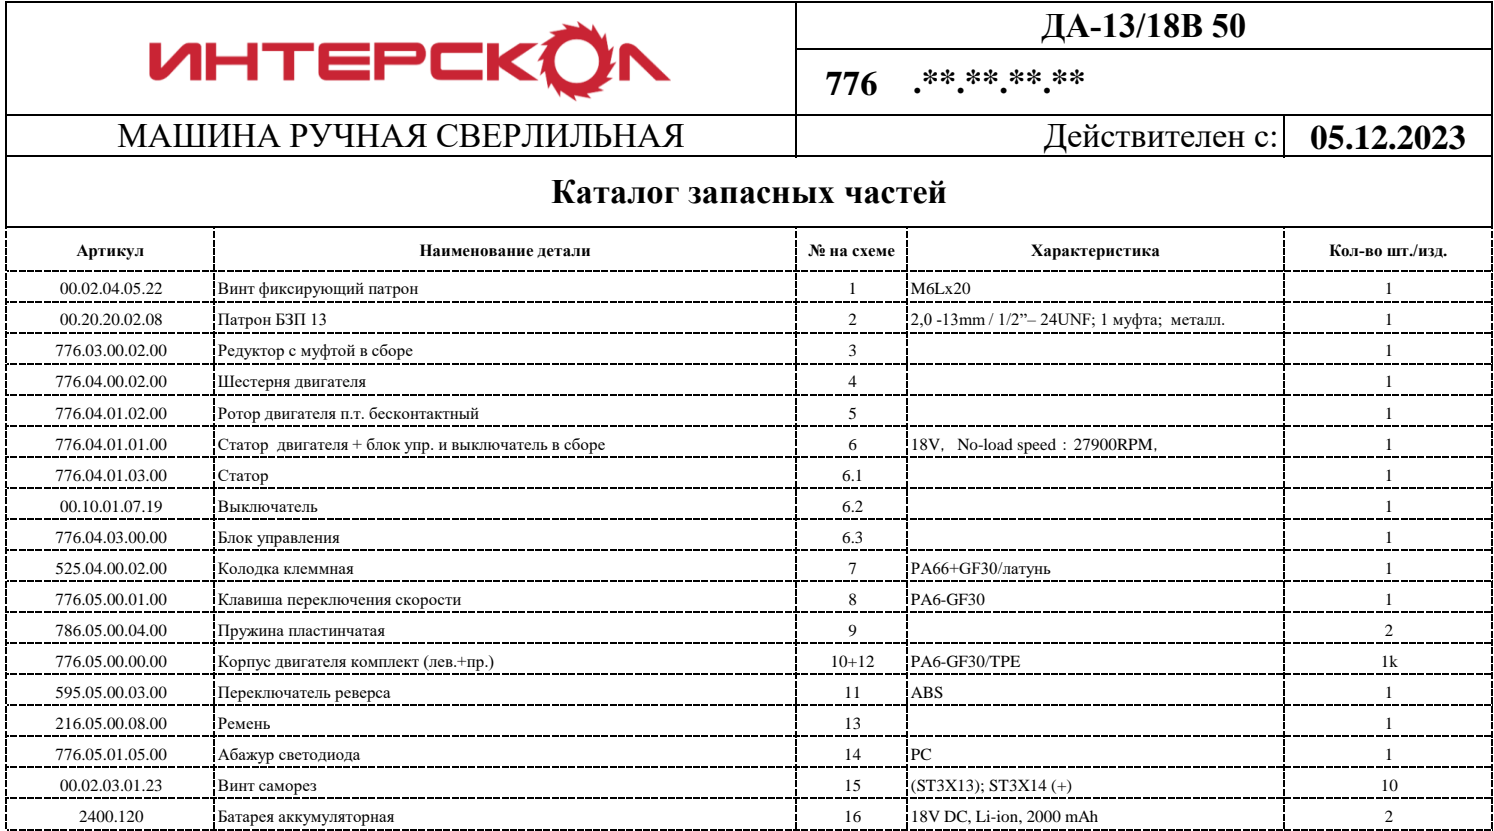 ИНТЕРСКОЛ
ДА-13/18В 50
776 .**.**.**.**
МАШИНА РУЧНАЯ СВЕРЛИЛЬНАЯ
Действителен с: 05.12.2023
Каталог запасных частей
Артикул Наименование детали № на схеме Характеристика Кол-во шт./изд.
00.02.04.05.22 Винт фиксирующий патрон 1 M6Lx20 1
00.20.20.02.08 Патрон БЗП 13 2 2,0 -13mm / 1/2”– 24UNF; 1 муфта; металл. 1
776.03.00.02.00 Редуктор с муфтой в сборе 3 1
776.04.00.02.00 Шестерня двигателя 4 1
776.04.01.02.00 Ротор двигателя п.т. бесконтактный 5 1
776.04.01.01.00 Статор двигателя + блок упр. и выключатель в сборе 6 18V, No-load speed：27900RPM, 1
776.04.01.03.00 Статор 6.1 1
00.10.01.07.19 Выключатель 6.2 1
776.04.03.00.00 Блок управления 6.3 1
525.04.00.02.00 Колодка клеммная 7 PA66+GF30/латунь 1
776.05.00.01.00 Клавиша переключения скорости 8 PA6-GF30 1
786.05.00.04.00 Пружина пластинчатая 9 2
776.05.00.00.00 Корпус двигателя комплект (лев.+пр.) 10+12 PA6-GF30/TPE 1k
595.05.00.03.00 Переключатель реверса 11 ABS 1
216.05.00.08.00 Ремень 13 1
776.05.01.05.00 Абажур светодиода 14 PC 1
00.02.03.01.23 Винт саморез 15 (ST3X13); ST3X14 (+) 10
2400.120 Батарея аккумуляторная 16 18V DC, Li-ion, 2000 mAh 2